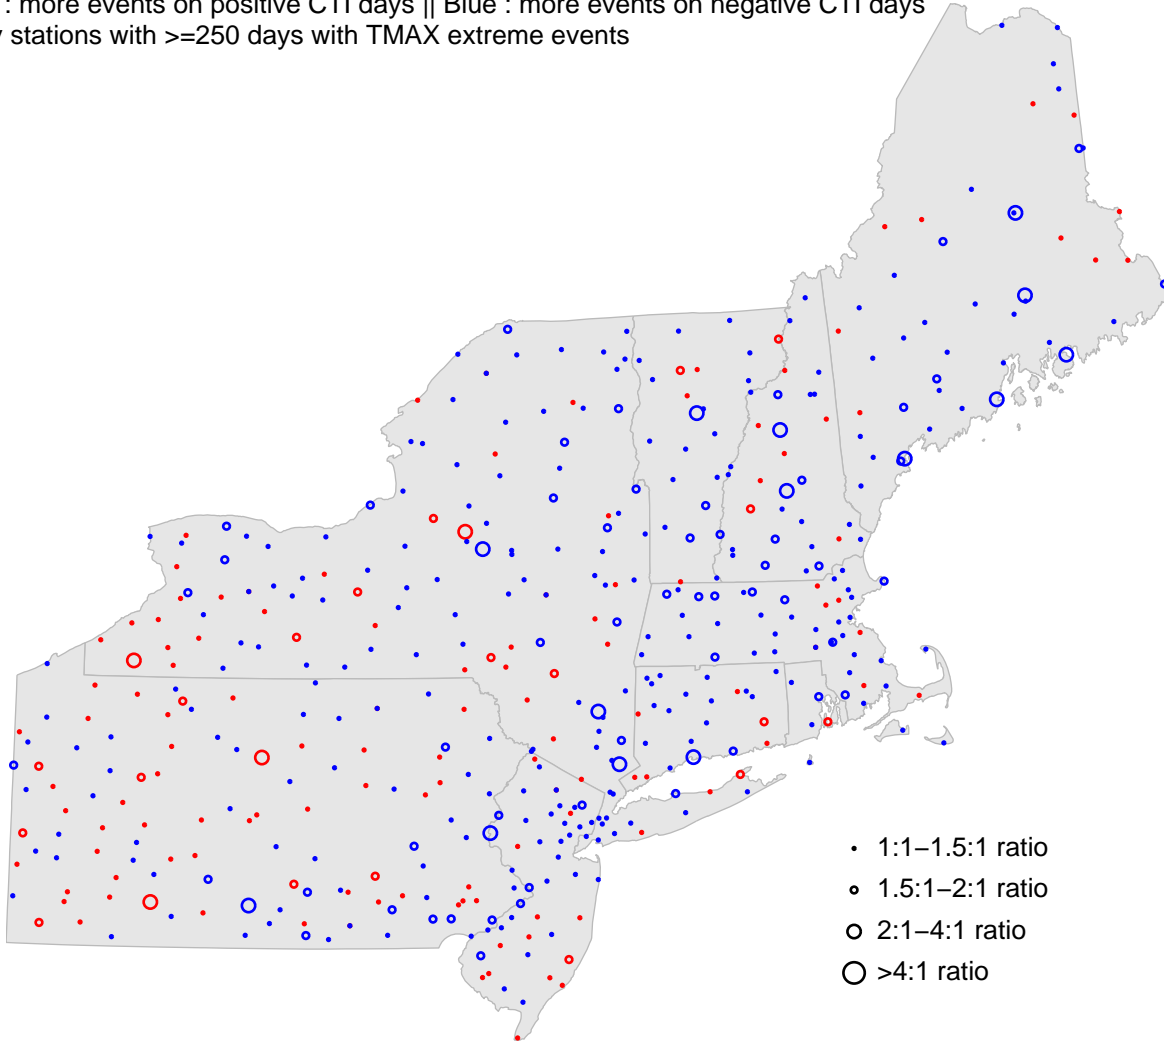 : more events on positive CTI days || Blue : more events on negative CTI days
stations with >=250 days with TMAX extreme events
1:1−1.5:1 ratio
1.5:1−2:1 ratio
2:1−4:1 ratio
>4:1 ratio